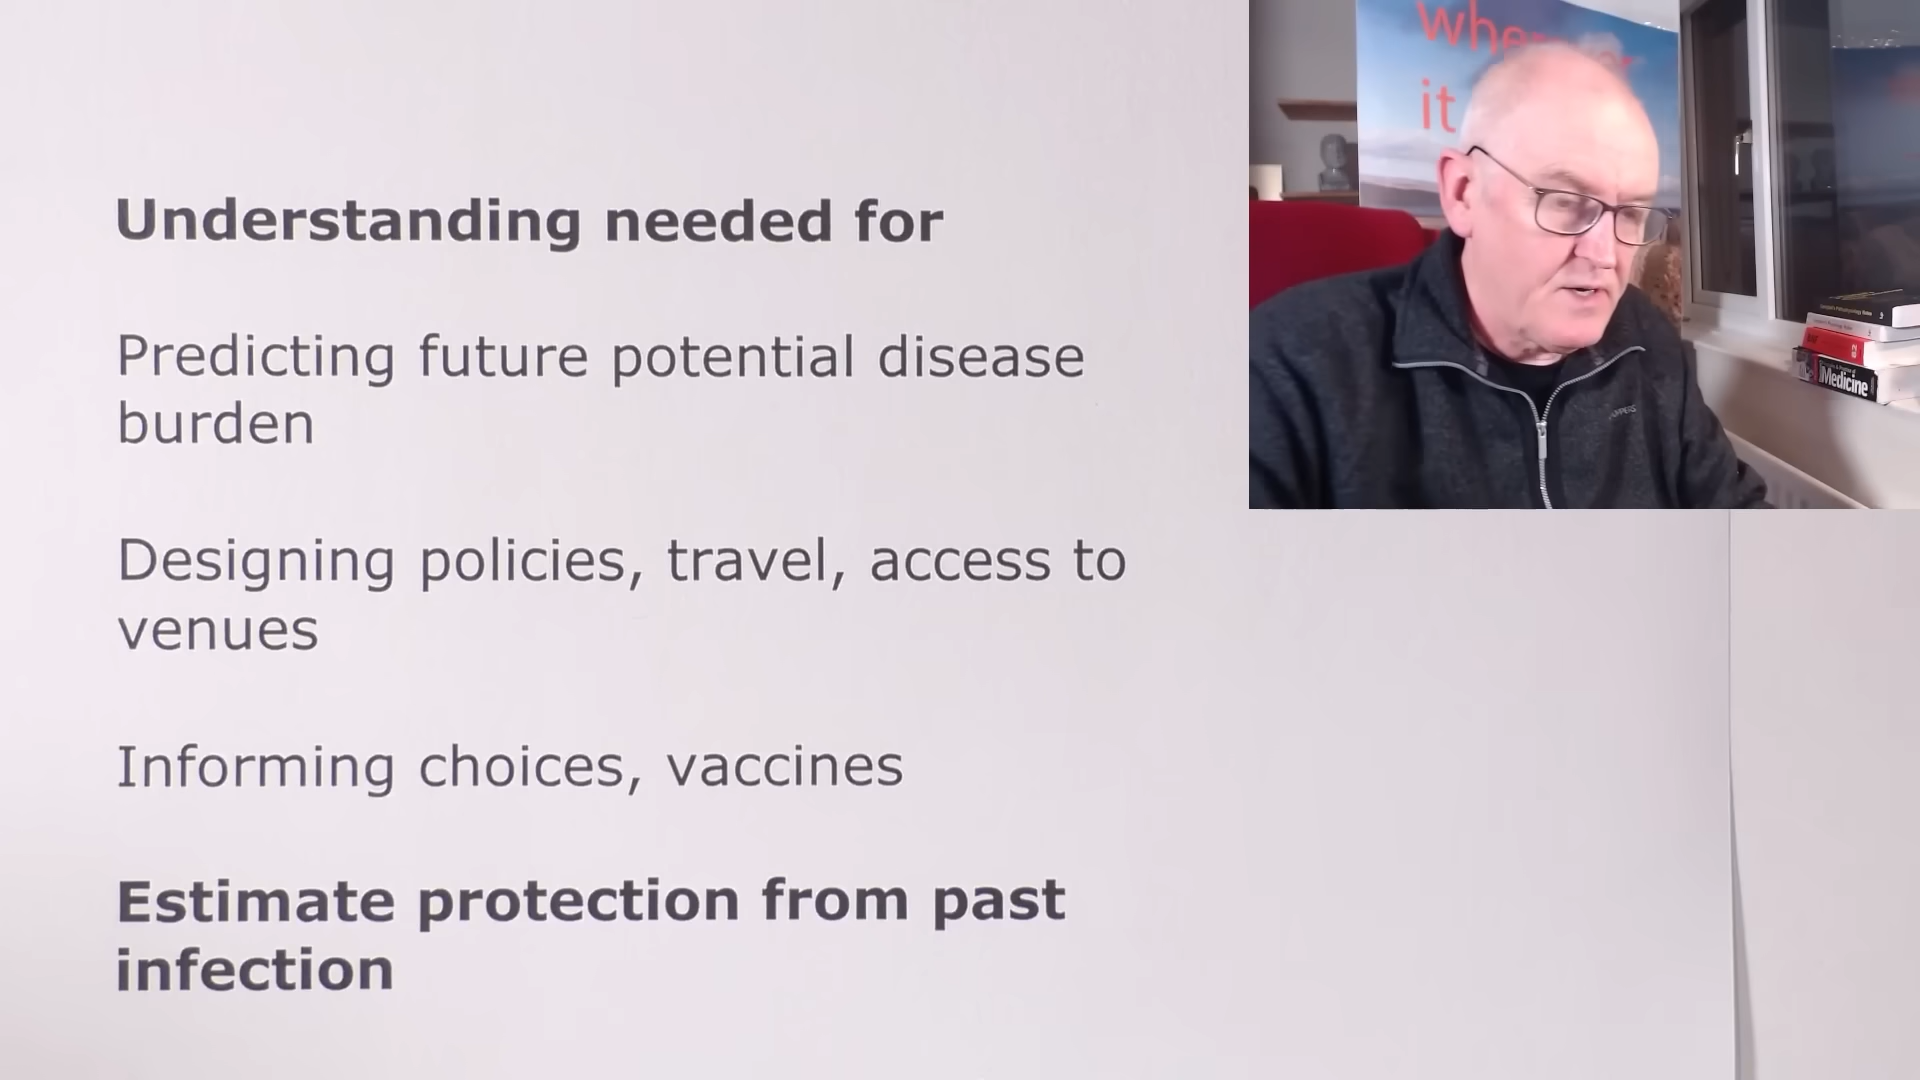 Understanding needed for
Predicting future potential disease
burden
Designing policies, travel, access to
venues
Informing choices, vaccines
Estimate protection from past
infection
it
Medicine